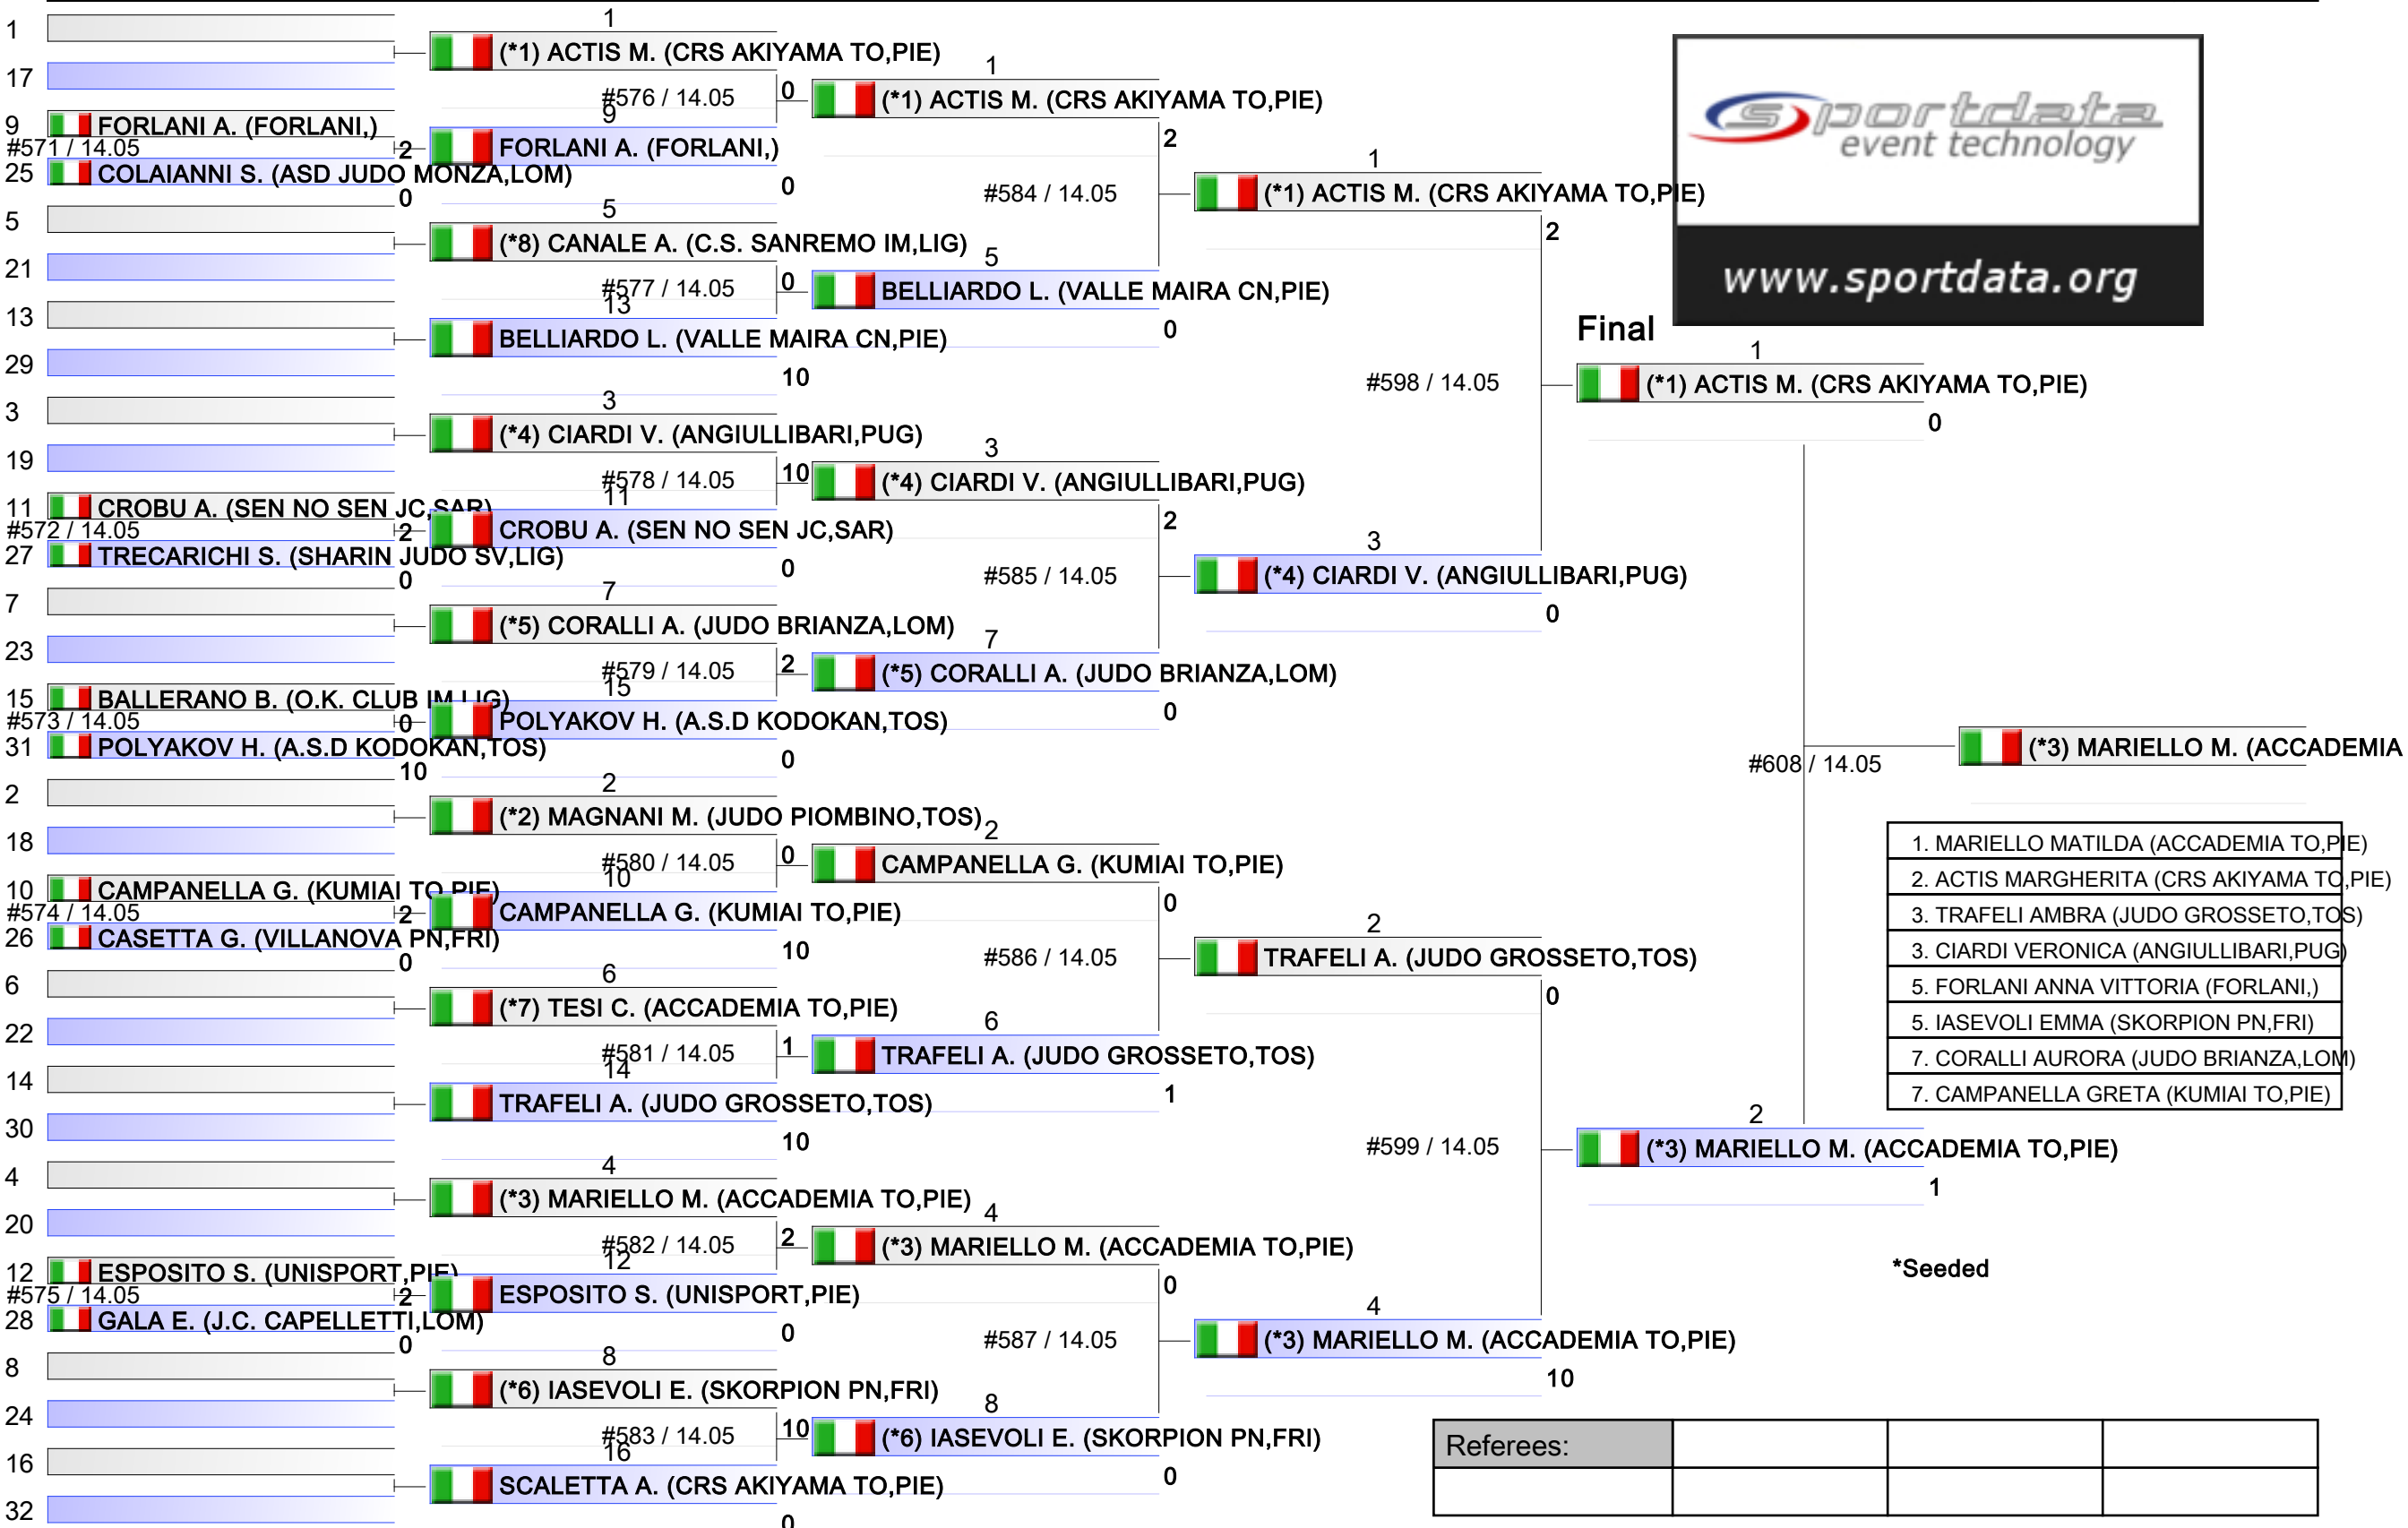 1
17
9 FORLANI A. (FORLANI,)
#571 / 14.05
2
25 COLAIANNI S. (ASD JUDO MONZA,LOM)
0
5
21
13
29
3
19
11 CROBU A. (SEN NO SEN JC,SAR)
#572 / 14.05
2
27 TRECARICHI S. (SHARIN JUDO SV,LIG)
0
7
23
15 BALLERANO B. (O.K. CLUB IM,LIG)
#573 / 14.05
0
31 POLYAKOV H. (A.S.D KODOKAN,TOS)
10
2
18
10 CAMPANELLA G. (KUMIAI TO,PIE)
#574 / 14.05
2
26 CASETTA G. (VILLANOVA PN,FRI)
0
6
22
14
30
4
20
12 ESPOSITO S. (UNISPORT,PIE)
#575 / 14.05
2
28 GALA E. (J.C. CAPELLETTI,LOM)
0
8
24
16
32
1
(*1) ACTIS M. (CRS AKIYAMA TO,PIE)
0
#576 / 14.05
9
FORLANI A. (FORLANI,)
0
5
(*8) CANALE A. (C.S. SANREMO IM,LIG)
0
#577 / 14.05
13
BELLIARDO L. (VALLE MAIRA CN,PIE)
10
3
(*4) CIARDI V. (ANGIULLIBARI,PUG)
10
#578 / 14.05
11
CROBU A. (SEN NO SEN JC,SAR)
0
7
(*5) CORALLI A. (JUDO BRIANZA,LOM)
2
#579 / 14.05
15
POLYAKOV H. (A.S.D KODOKAN,TOS)
0
2
(*2) MAGNANI M. (JUDO PIOMBINO,TOS)
0
#580 / 14.05
10
CAMPANELLA G. (KUMIAI TO,PIE)
10
6
(*7) TESI C. (ACCADEMIA TO,PIE)
1
#581 / 14.05
14
TRAFELI A. (JUDO GROSSETO,TOS)
10
4
(*3) MARIELLO M. (ACCADEMIA TO,PIE)
2
#582 / 14.05
12
ESPOSITO S. (UNISPORT,PIE)
0
8
(*6) IASEVOLI E. (SKORPION PN,FRI)
10
#583 / 14.05
16
SCALETTA A. (CRS AKIYAMA TO,PIE)
0
1
(*1) ACTIS M. (CRS AKIYAMA TO,PIE)
2
#584 / 14.05
5
BELLIARDO L. (VALLE MAIRA CN,PIE)
0
3
(*4) CIARDI V. (ANGIULLIBARI,PUG)
2
#585 / 14.05
7
(*5) CORALLI A. (JUDO BRIANZA,LOM)
0
2
CAMPANELLA G. (KUMIAI TO,PIE)
0
#586 / 14.05
6
TRAFELI A. (JUDO GROSSETO,TOS)
1
4
(*3) MARIELLO M. (ACCADEMIA TO,PIE)
0
#587 / 14.05
8
(*6) IASEVOLI E. (SKORPION PN,FRI)
0
1
(*1) ACTIS M. (CRS AKIYAMA TO,PIE)
2
#598 / 14.05
3
(*4) CIARDI V. (ANGIULLIBARI,PUG)
0
2
TRAFELI A. (JUDO GROSSETO,TOS)
0
#599 / 14.05
4
(*3) MARIELLO M. (ACCADEMIA TO,PIE)
10
sportdata
event technology
www.sportdata.org
Final
1
(*1) ACTIS M. (CRS AKIYAMA TO,PIE)
0
#608 / 14.05
2
(*3) MARIELLO M. (ACCADEMIA TO,PIE)
1
(*3) MARIELLO M. (ACCADEMIA
1. MARIELLO MATILDA (ACCADEMIA TO,PIE)
2. ACTIS MARGHERITA (CRS AKIYAMA TO,PIE)
3. TRAFELI AMBRA (JUDO GROSSETO,TOS)
3. CIARDI VERONICA (ANGIULLIBARI,PUG)
5. FORLANI ANNA VITTORIA (FORLANI,)
5. IASEVOLI EMMA (SKORPION PN,FRI)
7. CORALLI AURORA (JUDO BRIANZA,LOM)
7. CAMPANELLA GRETA (KUMIAI TO,PIE)
*Seeded
Referees: